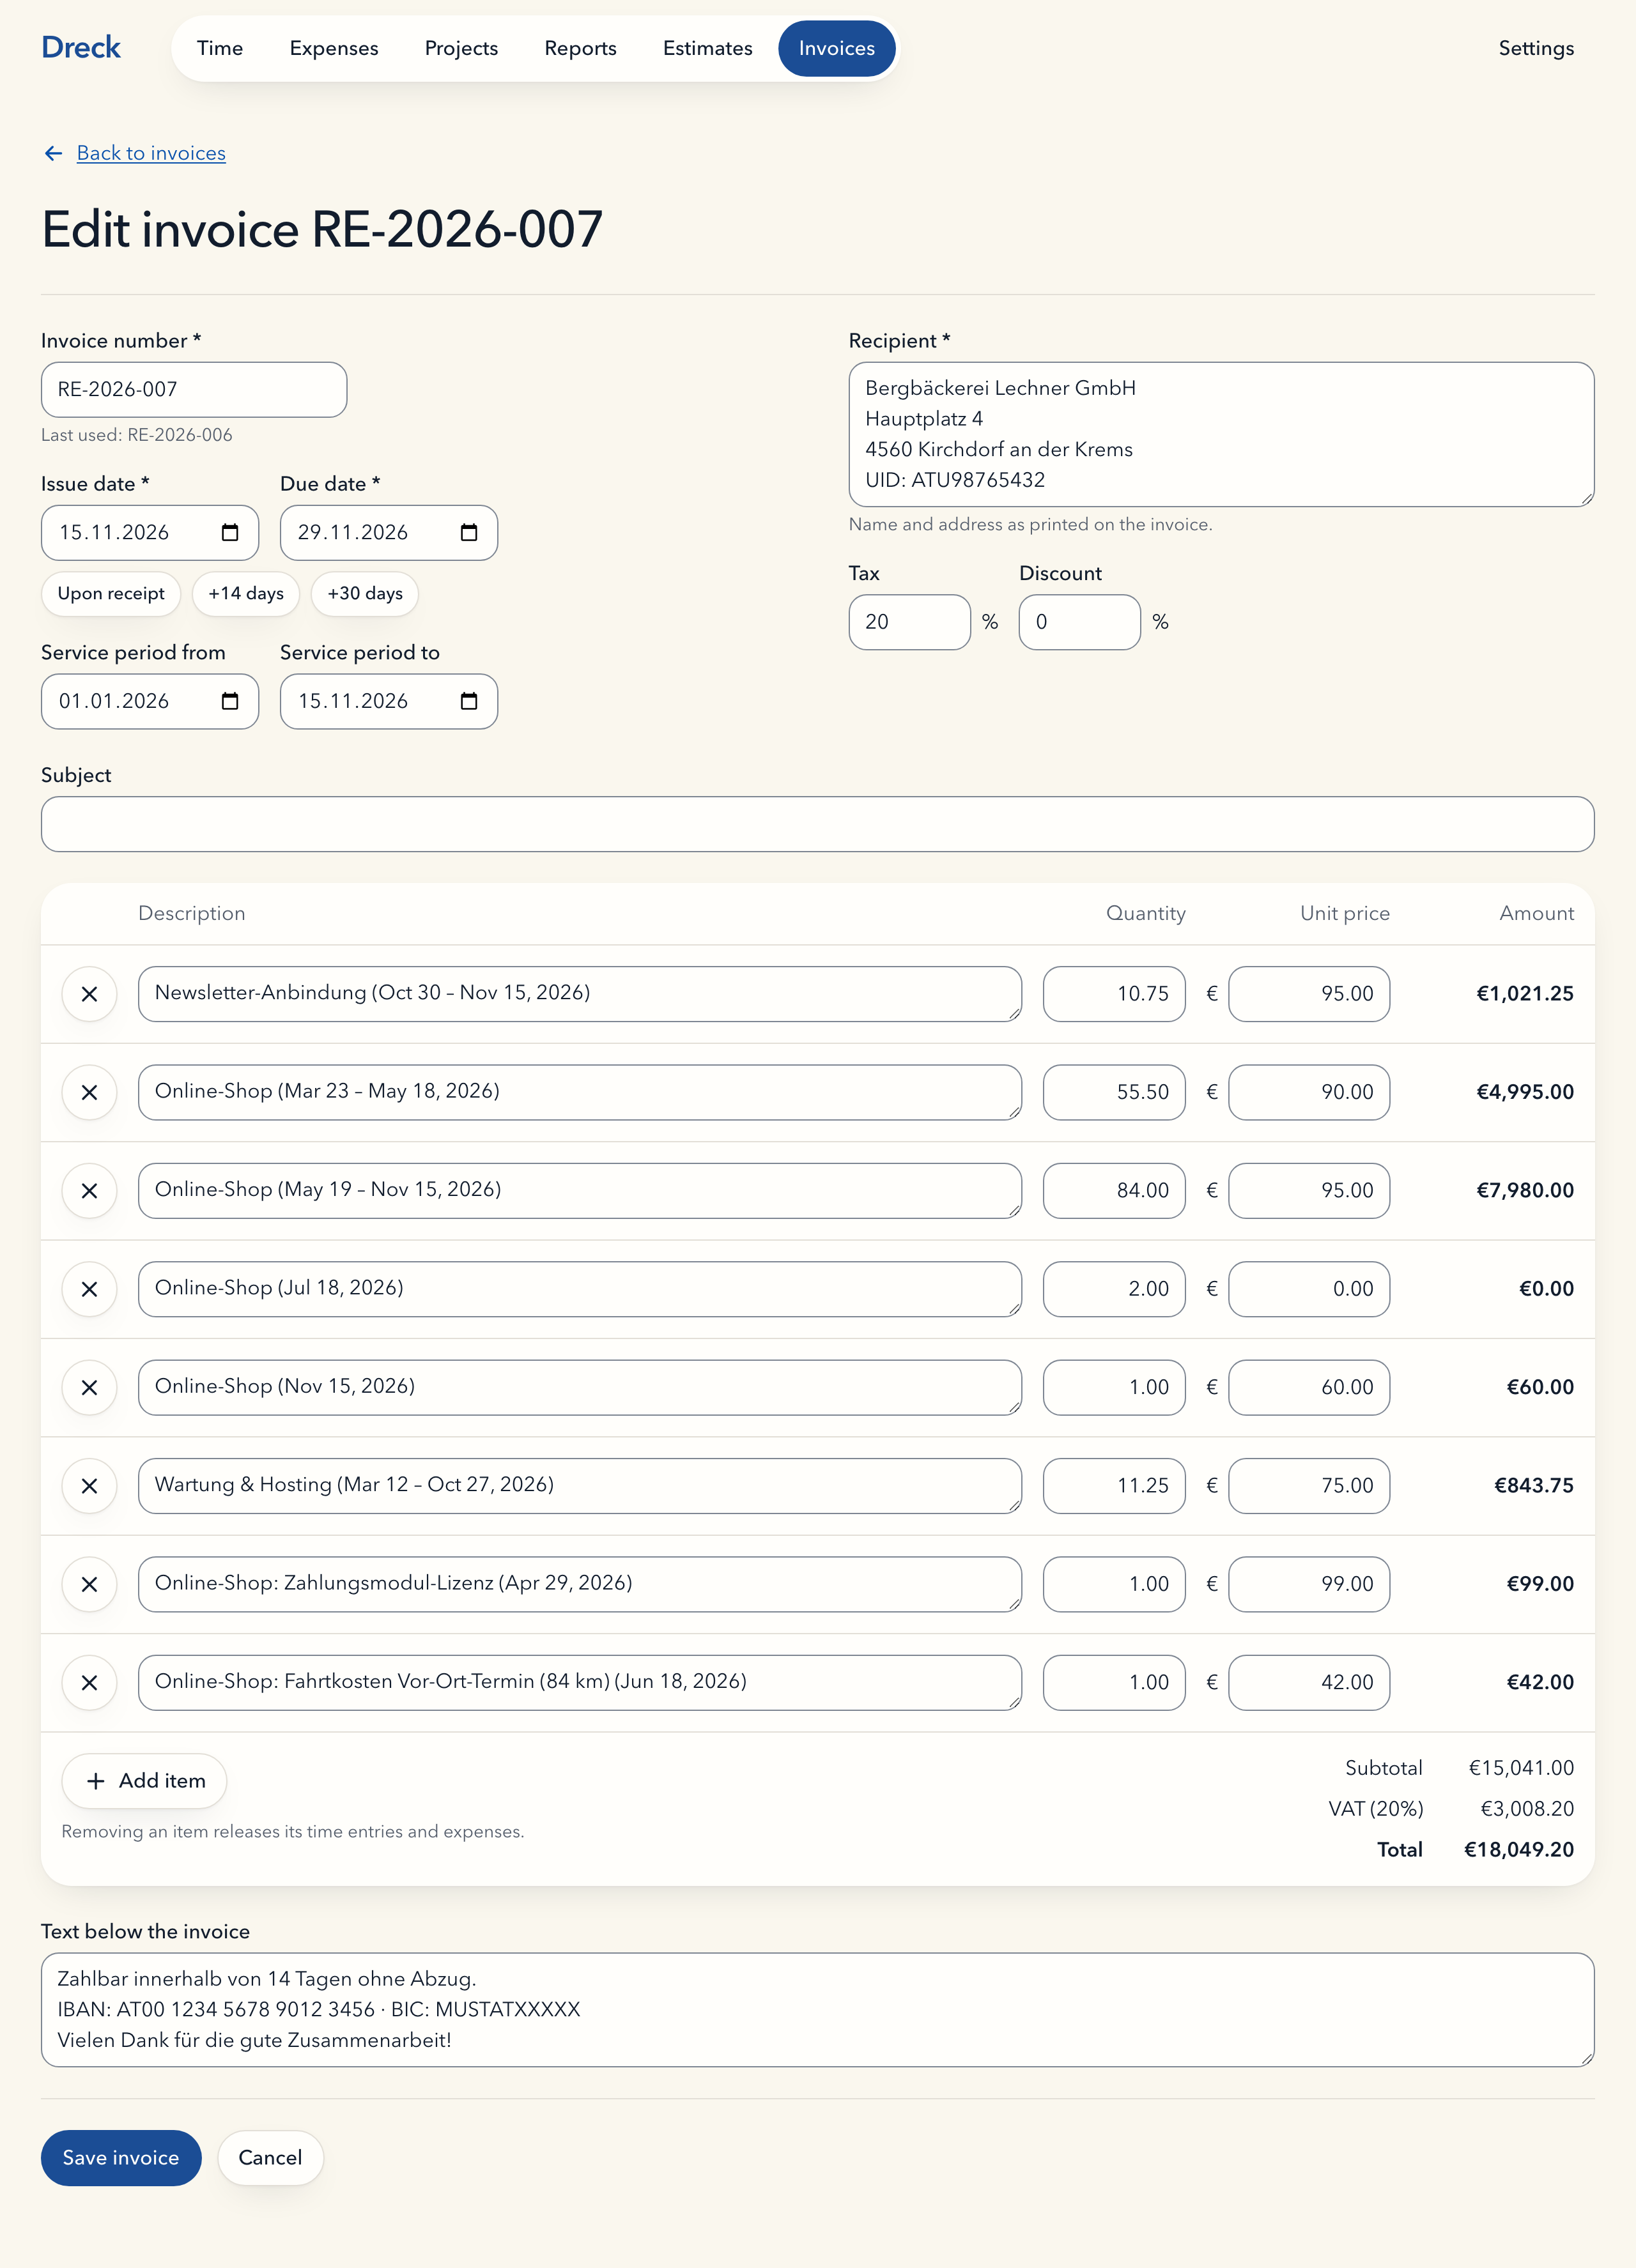 Dreck
Time Expenses Projects Reports Estimates Invoices
Settings
Back to invoices
Edit invoice RE-2026-007
Invoice number *
RE-2026-007
Last used: RE-2026-006
Issue date * Due date *
15.11.2026 29.11.2026
Upon receipt +14 days +30 days
Service period from Service period to
01.01.2026 15.11.2026
Recipient *
Bergbäckerei Lechner GmbH
Hauptplatz 4
4560 Kirchdorf an der Krems
UID: ATU98765432
Name and address as printed on the invoice.
Tax Discount
20 % 0 %
Subject
Description Quantity Unit price Amount
Newsletter-Anbindung (Oct 30 – Nov 15, 2026) 10.75 € 95.00 €1,021.25
Online-Shop (Mar 23 – May 18, 2026) 55.50 € 90.00 €4,995.00
Online-Shop (May 19 – Nov 15, 2026) 84.00 € 95.00 €7,980.00
Online-Shop (Jul 18, 2026) 2.00 € 0.00 €0.00
Online-Shop (Nov 15, 2026) 1.00 € 60.00 €60.00
Wartung & Hosting (Mar 12 – Oct 27, 2026) 11.25 € 75.00 €843.75
Online-Shop: Zahlungsmodul-Lizenz (Apr 29, 2026) 1.00 € 99.00 €99.00
Online-Shop: Fahrtkosten Vor-Ort-Termin (84 km) (Jun 18, 2026) 1.00 € 42.00 €42.00
Add item
Removing an item releases its time entries and expenses.
Subtotal €15,041.00
VAT (20%) €3,008.20
Total €18,049.20
Text below the invoice
Zahlbar innerhalb von 14 Tagen ohne Abzug.
IBAN: AT00 1234 5678 9012 3456 · BIC: MUSTATXXXXX
Vielen Dank für die gute Zusammenarbeit!
Save invoice Cancel